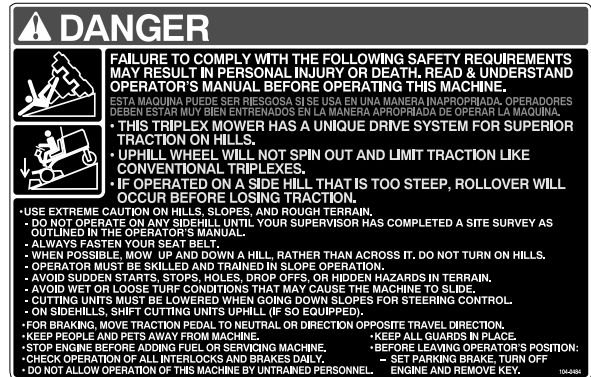 DANGER
FAILURE TO COMPLY WITH THE FOLLOWING SAFETY REQUIREMENTS
MAY RESULT IN PERSONAL INJURY OR DEATH. READ & UNDERSTAND
OPERATOR'S MANUAL BEFORE OPERATING THIS MACHINE.
ESTA MAQUINA PUEDE SER RIESGOSA SI SE USA EN UNA MANERA INAPROPRIADA. OPERADORES
DEBEN ESTAR MUY BIEN ENTRENADOS EN LA MANERA APROPRIADA DE OPERAR LA MAQUINA.
• THIS TRIPLEX MOWER HAS A UNIQUE DRIVE SYSTEM FOR SUPERIOR
TRACTION ON HILLS.
• UPHILL WHEEL WILL NOT SPIN OUT AND LIMIT TRACTION LIKE
CONVENTIONAL TRIPLEXES.
• IF OPERATED ON A SIDE HILL THAT IS TOO STEEP, ROLLOVER WILL
OCCUR BEFORE LOSING TRACTION.
•USE EXTREME CAUTION ON HILLS, SLOPES, AND ROUGH TERRAIN.
- DO NOT OPERATE ON ANY SIDEHILL UNTIL YOUR SUPERVISOR HAS COMPLETED A SITE SURVEY AS
OUTLINED IN THE OPERATOR'S MANUAL.
- ALWAYS FASTEN YOUR SEAT BELT.
- WHEN POSSIBLE, MOW UP AND DOWN A HILL, RATHER THAN ACROSS IT. DO NOT TURN ON HILLS.
- OPERATOR MUST BE SKILLED AND TRAINED IN SLOPE OPERATION.
- AVOID SUDDEN STARTS, STOPS, HOLES, DROP OFFS, OR HIDDEN HAZARDS IN TERRAIN.
- AVOID WET OR LOOSE TURF CONDITIONS THAT MAY CAUSE THE MACHINE TO SLIDE.
- CUTTING UNITS MUST BE LOWERED WHEN GOING DOWN SLOPES FOR STEERING CONTROL.
- ON SIDEHILLS, SHIFT CUTTING UNITS UPHILL (IF SO EQUIPPED).
•FOR BRAKING, MOVE TRACTION PEDAL TO NEUTRAL OR DIRECTION OPPOSITE TRAVEL DIRECTION.
•KEEP PEOPLE AND PETS AWAY FROM MACHINE.
•STOP ENGINE BEFORE ADDING FUEL OR SERVICING MACHINE.
•CHECK OPERATION OF ALL INTERLOCKS AND BRAKES DAILY.
• DO NOT ALLOW OPERATION OF THIS MACHINE BY UNTRAINED PERSONNEL.
•KEEP ALL GUARDS IN PLACE.
•BEFORE LEAVING OPERATOR'S POSITION:
- SET PARKING BRAKE, TURN OFF
ENGINE AND REMOVE KEY.
104-0484